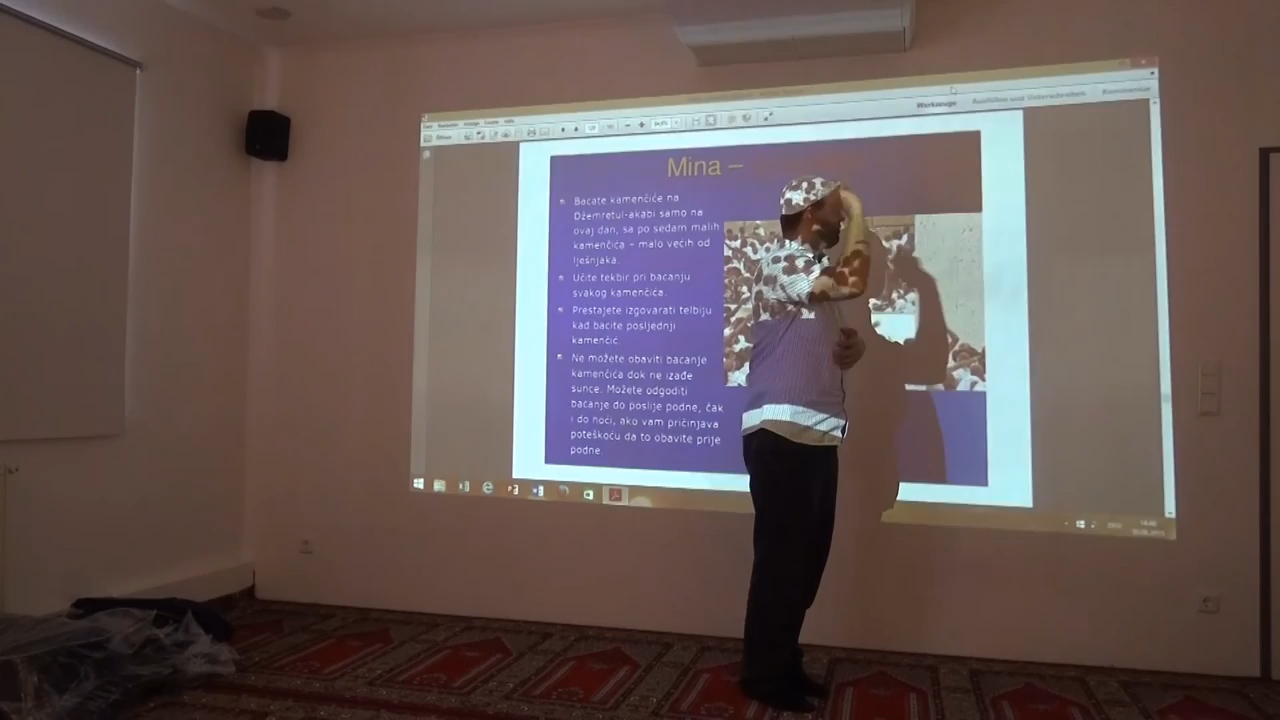 Werkzeuge Ausfüllen und Unterschreiben Kommentar
Mina –
Bacate kamenčiće na
Džemretul-akabi samo na
ovaj dan, sa po sedam malih
kamenčića – malo većih od
lješnjaka.
Učite tekbir pri bacanju
svakog kamenčića.
Prestajete izgovarati telbiju
kad bacite posljednji
kamenčić.
Ne možete obaviti bacanje
kamenčića dok ne izađe
sunce. Možete odgoditi
bacanje do poslije podne, čak
i do noći, ako vam pričinjava
poteškoću da to obavite prije
podne.